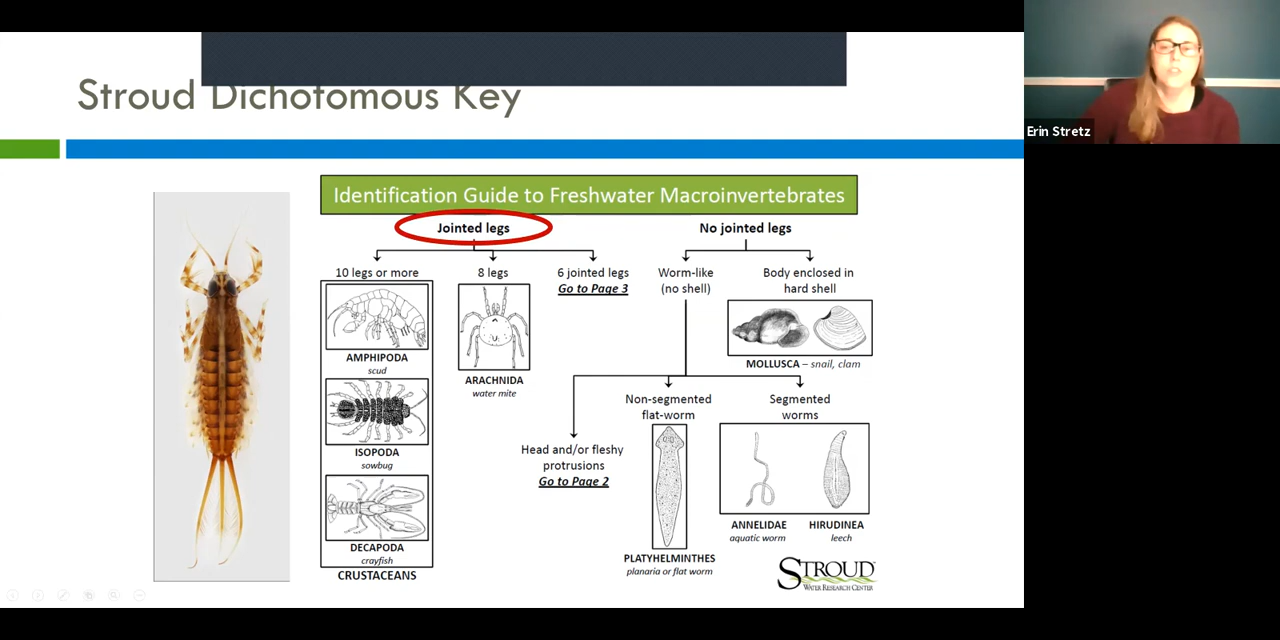 Stroud Dichotomous Key
Erin Stretz
Identification Guide to Freshwater Macroinvertebrates
Jointed legs
No jointed legs
10 legs or more
8 legs
6 jointed legs
Go to Page 3
Worm-like
(no shell)
Body enclosed in
hard shell
AMPHIPODA
scud
ARACHNIDA
water mite
MOLLUSCA – snail, clam
ISOPODA
sowbug
Non-segmented
flat-worm
Segmented
worms
Head and/or fleshy
protrusions
Go to Page 2
DECAPODA
crayfish
CRUSTACEANS
PLATYHELMINTHES
planaria or flat worm
ANNELIDAE
aquatic worm
HIRUDINEA
leech
STROUD
WATER RESEARCH CENTER